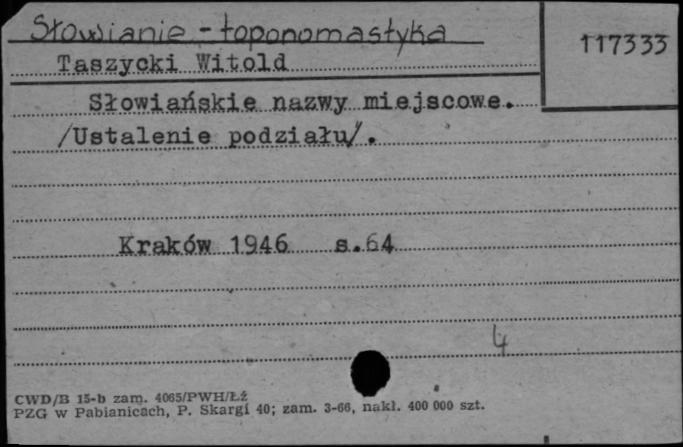 Słowianie - toponomastyka
117333
Taszycki Witold
Słowiańskie nazwy miejscowe.
/Ustalenie podziału/.
Kraków 1946 s.64
4
CWD/B 15-b zam. 4065/PWH/Łź
PZG w Pabianicach, P. Skargi 40; zam. 3-66, nakł. 400 000 szt.